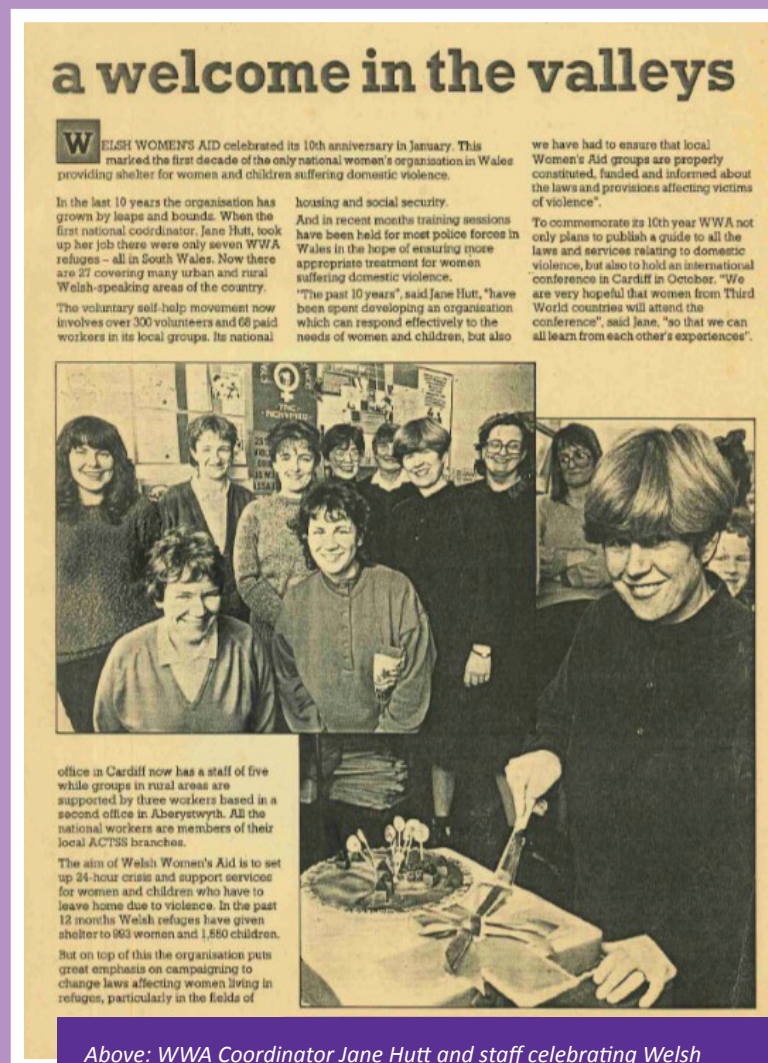 a welcome in the valleys
WELSH WOMEN'S AID celebrated its 10th anniversary in January. This
marked the first decade of the only national women's organisation in Wales
providing shelter for women and children suffering domestic violence.
In the last 10 years the organisation has
grown by leaps and bounds. When the
first national coordinator, Jane Hutt, took
up her job there were only seven WWA
refuges – all in South Wales. Now there
are 27 covering many urban and rural
Welsh-speaking areas of the country.
The voluntary self-help movement now
involves over 300 volunteers and 68 paid
workers in its local groups. Its national
office in Cardiff now has a staff of five
while groups in rural areas are
supported by three workers based in a
second office in Aberystwyth. All the
national workers are members of their
local ACTSS branches.
The aim of Welsh Women's Aid is to set
up 24-hour crisis and support services
for women and children who have to
leave home due to violence. In the past
12 months Welsh refuges have given
shelter to 993 women and 1,550 children.
But on top of this the organisation puts
great emphasis on campaigning to
change laws affecting women living in
refuges, particularly in the fields of
housing and social security.
And in recent months training sessions
have been held for most police forces in
Wales in the hope of ensuring more
appropriate treatment for women
suffering domestic violence.
"The past 10 years", said Jane Hutt, "have
been spent developing an organisation
which can respond effectively to the
needs of women and children, but also
we have had to ensure that local
Women's Aid groups are properly
constituted, funded and informed about
the laws and provisions affecting victims
of violence".
To commemorate its 10th year WWA not
only plans to publish a guide to all the
laws and services relating to domestic
violence, but also to hold an international
conference in Cardiff in October. "We
are very hopeful that women from Third
World countries will attend the
conference", said Jane, "so that we can
all learn from each other's experiences".
Above: WWA Coordinator Jane Hutt and staff celebrating Welsh